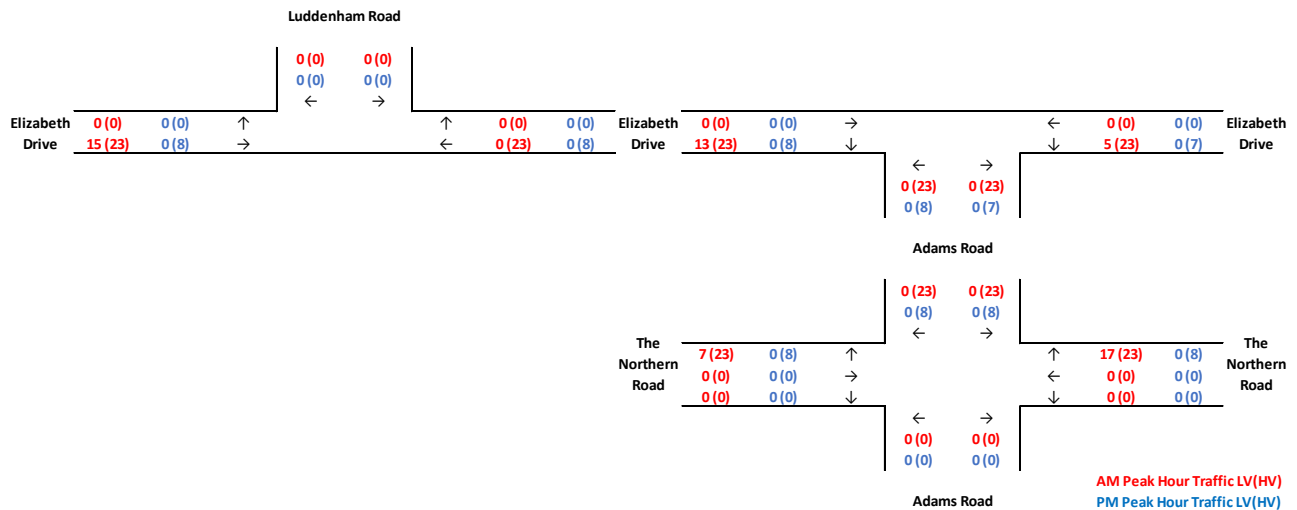 Luddenham Road
0 (0) 0 (0)
0 (0) 0 (0)
← →
Elizabeth Drive
0 (0) 0 (0) ↑
15 (23) 0 (8) →
↑ 0 (0) 0 (0)
← 0 (23) 0 (8)
Elizabeth Drive
0 (0) 0 (0) →
13 (23) 0 (8) ↓
← 0 (0) 0 (0)
↓ 5 (23) 0 (7)
Elizabeth Drive
← →
0 (23) 0 (23)
0 (8) 0 (7)
Adams Road
0 (23) 0 (23)
0 (8) 0 (8)
← →
The Northern Road
7 (23) 0 (8) ↑
0 (0) 0 (0) →
0 (0) 0 (0) ↓
↑ 17 (23) 0 (8)
← 0 (0) 0 (0)
↓ 0 (0) 0 (0)
The Northern Road
← →
0 (0) 0 (0)
0 (0) 0 (0)
Adams Road
AM Peak Hour Traffic LV(HV)
PM Peak Hour Traffic LV(HV)